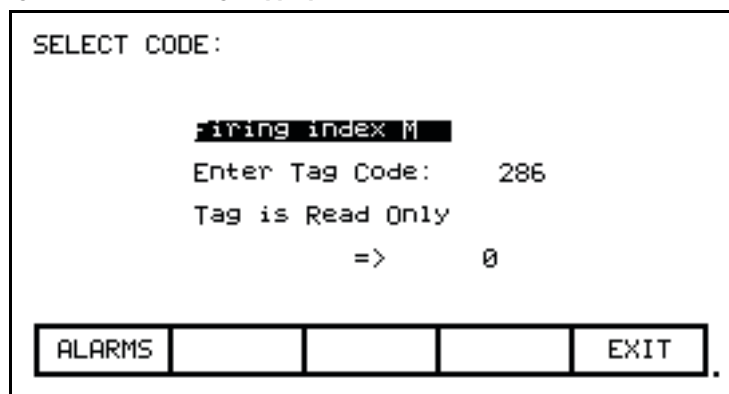 SELECT CODE:
Firing index M
Enter Tag Code: 286
Tag is Read Only
=> 0
ALARMS EXIT